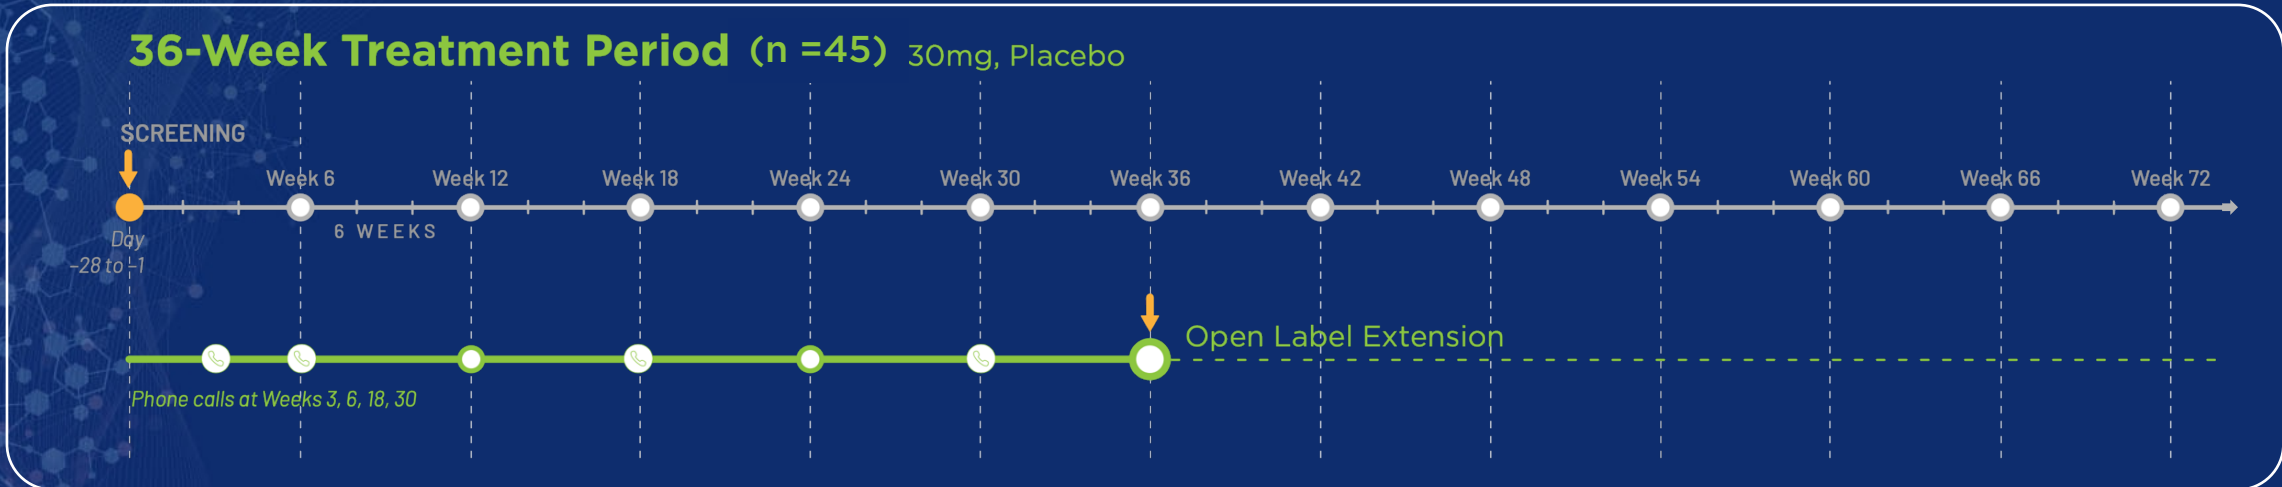 36-Week Treatment Period (n =45) 30mg, Placebo
SCREENING
Week 6 Week 12 Week 18 Week 24 Week 30 Week 36 Week 42 Week 48 Week 54 Week 60 Week 66 Week 72
6 WEEKS
Day
-28 to -1
Open Label Extension
Phone calls at Weeks 3, 6, 18, 30